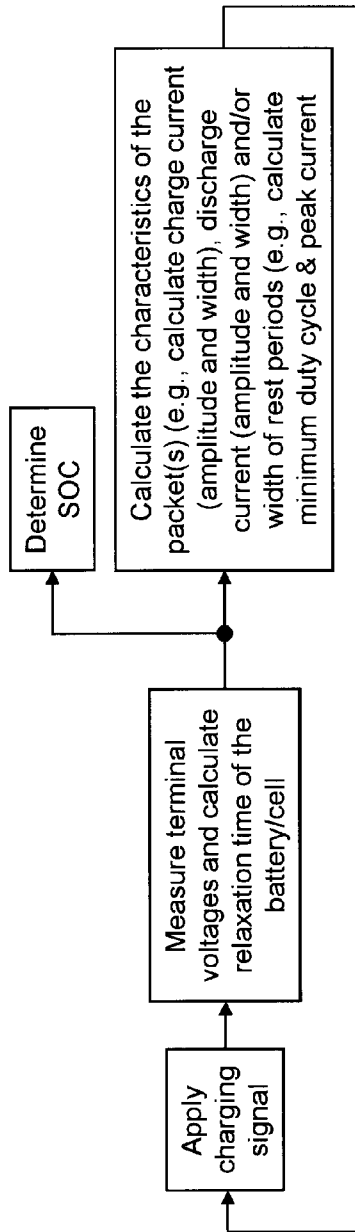 Apply
charging
signal
Measure terminal
voltages and calculate
relaxation time of the
battery/cell
Determine
SOC
Calculate the characteristics of the
packet(s) (e.g., calculate charge current
(amplitude and width), discharge
current (amplitude and width) and/or
width of rest periods (e.g., calculate
minimum duty cycle & peak current